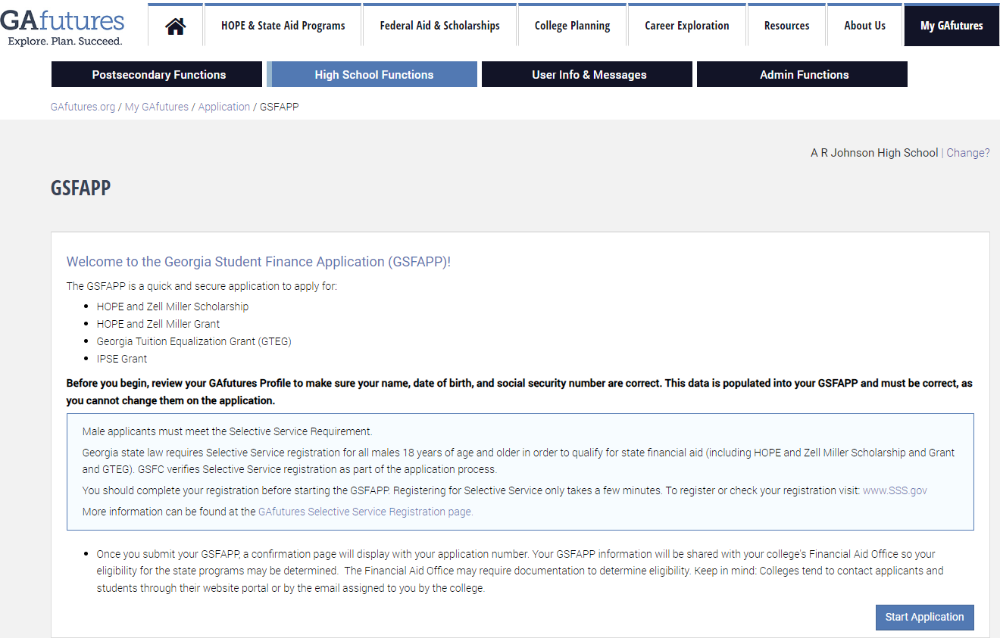 GAfutures
Explore. Plan. Succeed.
HOPE & State Aid Programs
Federal Aid & Scholarships
College Planning
Career Exploration
Resources
About Us
My GAfutures
Postsecondary Functions
High School Functions
User Info & Messages
Admin Functions
GAfutures.org / My GAfutures / Application / GSFAPP
A R Johnson High School | Change?
GSFAPP
Welcome to the Georgia Student Finance Application (GSFAPP)!
The GSFAPP is a quick and secure application to apply for:
• HOPE and Zell Miller Scholarship
• HOPE and Zell Miller Grant
• Georgia Tuition Equalization Grant (GTEG)
• IPSE Grant
Before you begin, review your GAfutures Profile to make sure your name, date of birth, and social security number are correct. This data is populated into your GSFAPP and must be correct, as
you cannot change them on the application.
Male applicants must meet the Selective Service Requirement.
Georgia state law requires Selective Service registration for all males 18 years of age and older in order to qualify for state financial aid (including HOPE and Zell Miller Scholarship and Grant
and GTEG). GSFC verifies Selective Service registration as part of the application process.
You should complete your registration before starting the GSFAPP. Registering for Selective Service only takes a few minutes. To register or check your registration visit: www.SSS.gov
More information can be found at the GAfutures Selective Service Registration page.
• Once you submit your GSFAPP, a confirmation page will display with your application number. Your GSFAPP information will be shared with your college's Financial Aid Office so your
eligibility for the state programs may be determined. The Financial Aid Office may require documentation to determine eligibility. Keep in mind: Colleges tend to contact applicants and
students through their website portal or by the email assigned to you by the college.
Start Application